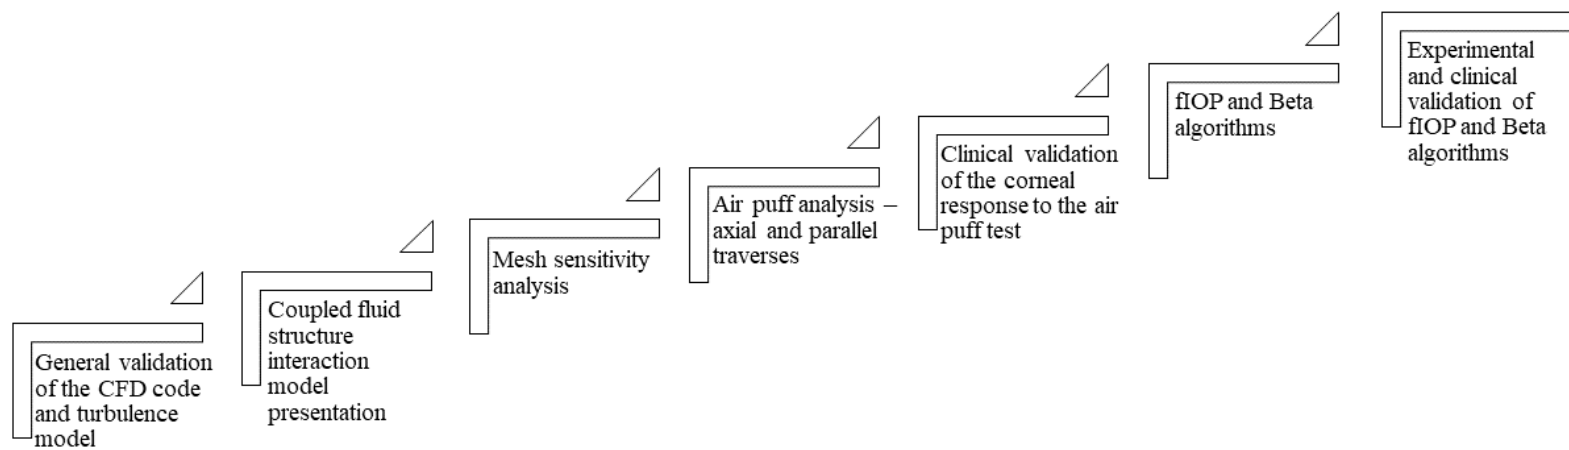 General validation
of the CFD code
and turbulence
model
Coupled fluid
structure
interaction
model
presentation
Mesh sensitivity
analysis
Air puff analysis –
axial and parallel
traverses
Clinical validation
of the corneal
response to the air
puff test
fIOP and Beta
algorithms
Experimental
and clinical
validation of
fIOP and Beta
algorithms